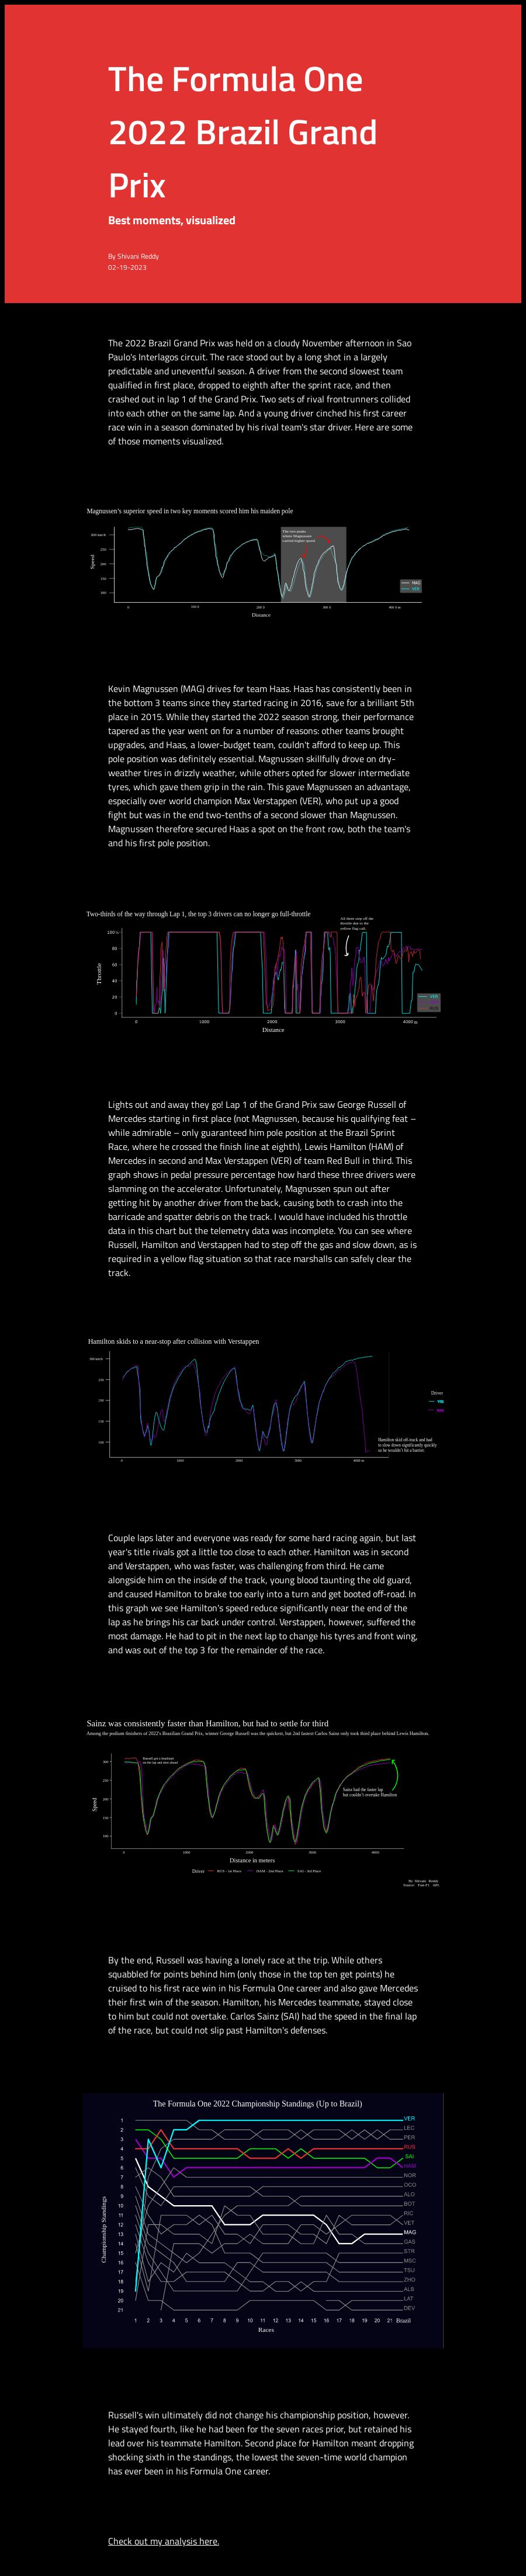 The Formula One
2022 Brazil Grand
Prix
Best moments, visualized
By Shivani Reddy
02-19-2023
The 2022 Brazil Grand Prix was held on a cloudy November afternoon in Sao
Paulo's Interlagos circuit. The race stood out by a long shot in a largely
predictable and uneventful season. A driver from the second slowest team
qualified in first place, dropped to eighth after the sprint race, and then
crashed out in lap 1 of the Grand Prix. Two sets of rival frontrunners collided
into each other on the same lap. And a young driver cinched his first career
race win in a season dominated by his rival team's star driver. Here are some
of those moments visualized.
Magnussen's superior speed in two key moments scored him his maiden pole
The two points
where Magnussen
carried higher speed
Speed
Distance
MAG
VER
Kevin Magnussen (MAG) drives for team Haas. Haas has consistently been in
the bottom 3 teams since they started racing in 2016, save for a brilliant 5th
place in 2015. While they started the 2022 season strong, their performance
tapered as the year went on for a number of reasons: other teams brought
upgrades, and Haas, a lower-budget team, couldn't afford to keep up. This
pole position was definitely essential. Magnussen skillfully drove on dry-
weather tires in drizzly weather, while others opted for slower intermediate
tyres, which gave them grip in the rain. This gave Magnussen an advantage,
especially over world champion Max Verstappen (VER), who put up a good
fight but was in the end two-tenths of a second slower than Magnussen.
Magnussen therefore secured Haas a spot on the front row, both the team's
and his first pole position.
Two-thirds of the way through Lap 1, the top 3 drivers can no longer go full-throttle
All three step off the
throttle due to the
yellow flag call.
100 %
80
60
40
20
0
Throttle
0 1000 2000 3000 4000 m
Distance
VER
Lights out and away they go! Lap 1 of the Grand Prix saw George Russell of
Mercedes starting in first place (not Magnussen, because his qualifying feat –
while admirable – only guaranteed him pole position at the Brazil Sprint
Race, where he crossed the finish line at eighth), Lewis Hamilton (HAM) of
Mercedes in second and Max Verstappen (VER) of team Red Bull in third. This
graph shows in pedal pressure percentage how hard these three drivers were
slamming on the accelerator. Unfortunately, Magnussen spun out after
getting hit by another driver from the back, causing both to crash into the
barricade and spatter debris on the track. I would have included his throttle
data in this chart but the telemetry data was incomplete. You can see where
Russell, Hamilton and Verstappen had to step off the gas and slow down, as is
required in a yellow flag situation so that race marshalls can safely clear the
track.
Hamilton skids to a near-stop after collision with Verstappen
Driver
Hamilton skid off-track and had
to slow down significantly quickly
so he wouldn't hit a barrier.
Couple laps later and everyone was ready for some hard racing again, but last
year's title rivals got a little too close to each other. Hamilton was in second
and Verstappen, who was faster, was challenging from third. He came
alongside him on the inside of the track, young blood taunting the old guard,
and caused Hamilton to brake too early into a turn and get booted off-road. In
this graph we see Hamilton's speed reduce significantly near the end of the
lap as he brings his car back under control. Verstappen, however, suffered the
most damage. He had to pit in the next lap to change his tyres and front wing,
and was out of the top 3 for the remainder of the race.
Sainz was consistently faster than Hamilton, but had to settle for third
Among the podium finishers of 2022's Brazilian Grand Prix, winner George Russell was the quickest, but 2nd fastest Carlos Sainz only took third place behind Lewis Hamilton.
Sainz had the faster lap
but couldn't overtake Hamilton
Speed
Distance in meters
Driver RUS - 1st Place HAM - 2nd Place SAI - 3rd Place
By Shivani Reddy
By the end, Russell was having a lonely race at the trip. While others
squabbled for points behind him (only those in the top ten get points) he
cruised to his first race win in his Formula One career and also gave Mercedes
their first win of the season. Hamilton, his Mercedes teammate, stayed close
to him but could not overtake. Carlos Sainz (SAI) had the speed in the final lap
of the race, but could not slip past Hamilton's defenses.
The Formula One 2022 Championship Standings (Up to Brazil)
1 VER
2 LEC
3 PER
4 RUS
5 SAI
6 HAM
7 NOR
8 OCO
9 ALO
10 BOT
11 RIC
12 VET
13 MAG
14 GAS
15 STR
16 MSC
17 TSU
18 ZHO
19 ALB
20 LAT
21 DEV
Championship Standings
1 2 3 4 5 6 7 8 9 10 11 12 13 14 15 16 17 18 19 20 21 Brazil
Races
Russell's win ultimately did not change his championship position, however.
He stayed fourth, like he had been for the seven races prior, but retained his
lead over his teammate Hamilton. Second place for Hamilton meant dropping
shocking sixth in the standings, the lowest the seven-time world champion
has ever been in his Formula One career.
Check out my analysis here.